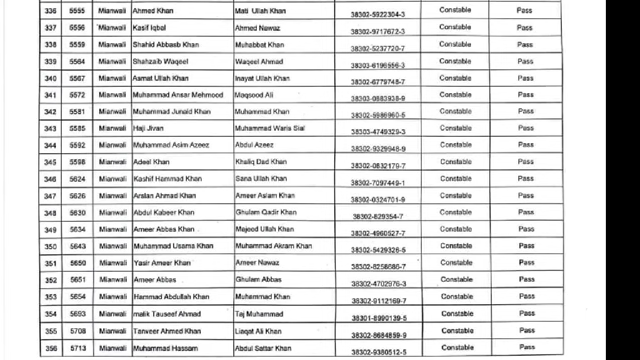 336 5555 Mianwali Ahmed Khan Mati Ullah Khan 38302-5922304-3 Constable Pass
337 5556 Mianwali Kasif Iqbal Ahmed Nawaz 38302-9717672-3 Constable Pass
338 5559 Mianwali Shahid Abbasb Khan Muhabbat Khan 38302-5237720-7 Constable Pass
339 5564 Mianwali Shahzaib Waqeel Waqeel Ahmad 38303-6196556-3 Constable Pass
340 5567 Mianwali Asmat Ullah Khan Inayat Ullah Khan 38302-6779748-7 Constable Pass
341 5572 Mianwali Muhammad Ansar Mehmood Maqsood Ali 38303-0883938-9 Constable Pass
342 5581 Mianwali Muhammad Junaid Khan Muhammad Khan 38302-5986960-5 Constable Pass
343 5585 Mianwali Haji Jivan Muhammad Waris Sial 38303-4749329-3 Constable Pass
344 5592 Mianwali Muhammad Asim Azeez Abdul Azeez 38302-9329948-9 Constable Pass
345 5598 Mianwali Adeel Khan Khaliq Dad Khan 38302-0832176-7 Constable Pass
346 5624 Mianwali Kashif Hammad Khan Sana Ullah Khan 38302-7097449-1 Constable Pass
347 5626 Mianwali Arslan Ahmad Khan Ameer Aslam Khan 38302-0324701-9 Constable Pass
348 5630 Mianwali Abdul Kabeer Khan Ghulam Qadir Khan 38302-829354-7 Constable Pass
349 5634 Mianwali Ameer Abbas Khan Majeed Ullah Khan 38302-4960527-7 Constable Pass
350 5643 Mianwali Muhammad Usama Khan Muhammad Akram Khan 38302-5429326-5 Constable Pass
351 5650 Mianwali Yasir Ameer Khan Ameer Nawaz 38302-8258686-7 Constable Pass
352 5651 Mianwali Ameer Abbas Ghulam Abbas 38302-4702976-3 Constable Pass
353 5654 Mianwali Hammad Abdullah Khan Muhammad Khan 38302-9112169-7 Constable Pass
354 5693 Mianwali malik Tauseef Ahmad Taj Muhammad 38301-8990139-5 Constable Pass
355 5708 Mianwali Tanveer Ahmed Khan Liaqat Ali Khan 38302-8684859-9 Constable Pass
356 5713 Mianwali Muhammad Hassam Abdul Sattar Khan 38302-9380512-5 Constable Pass